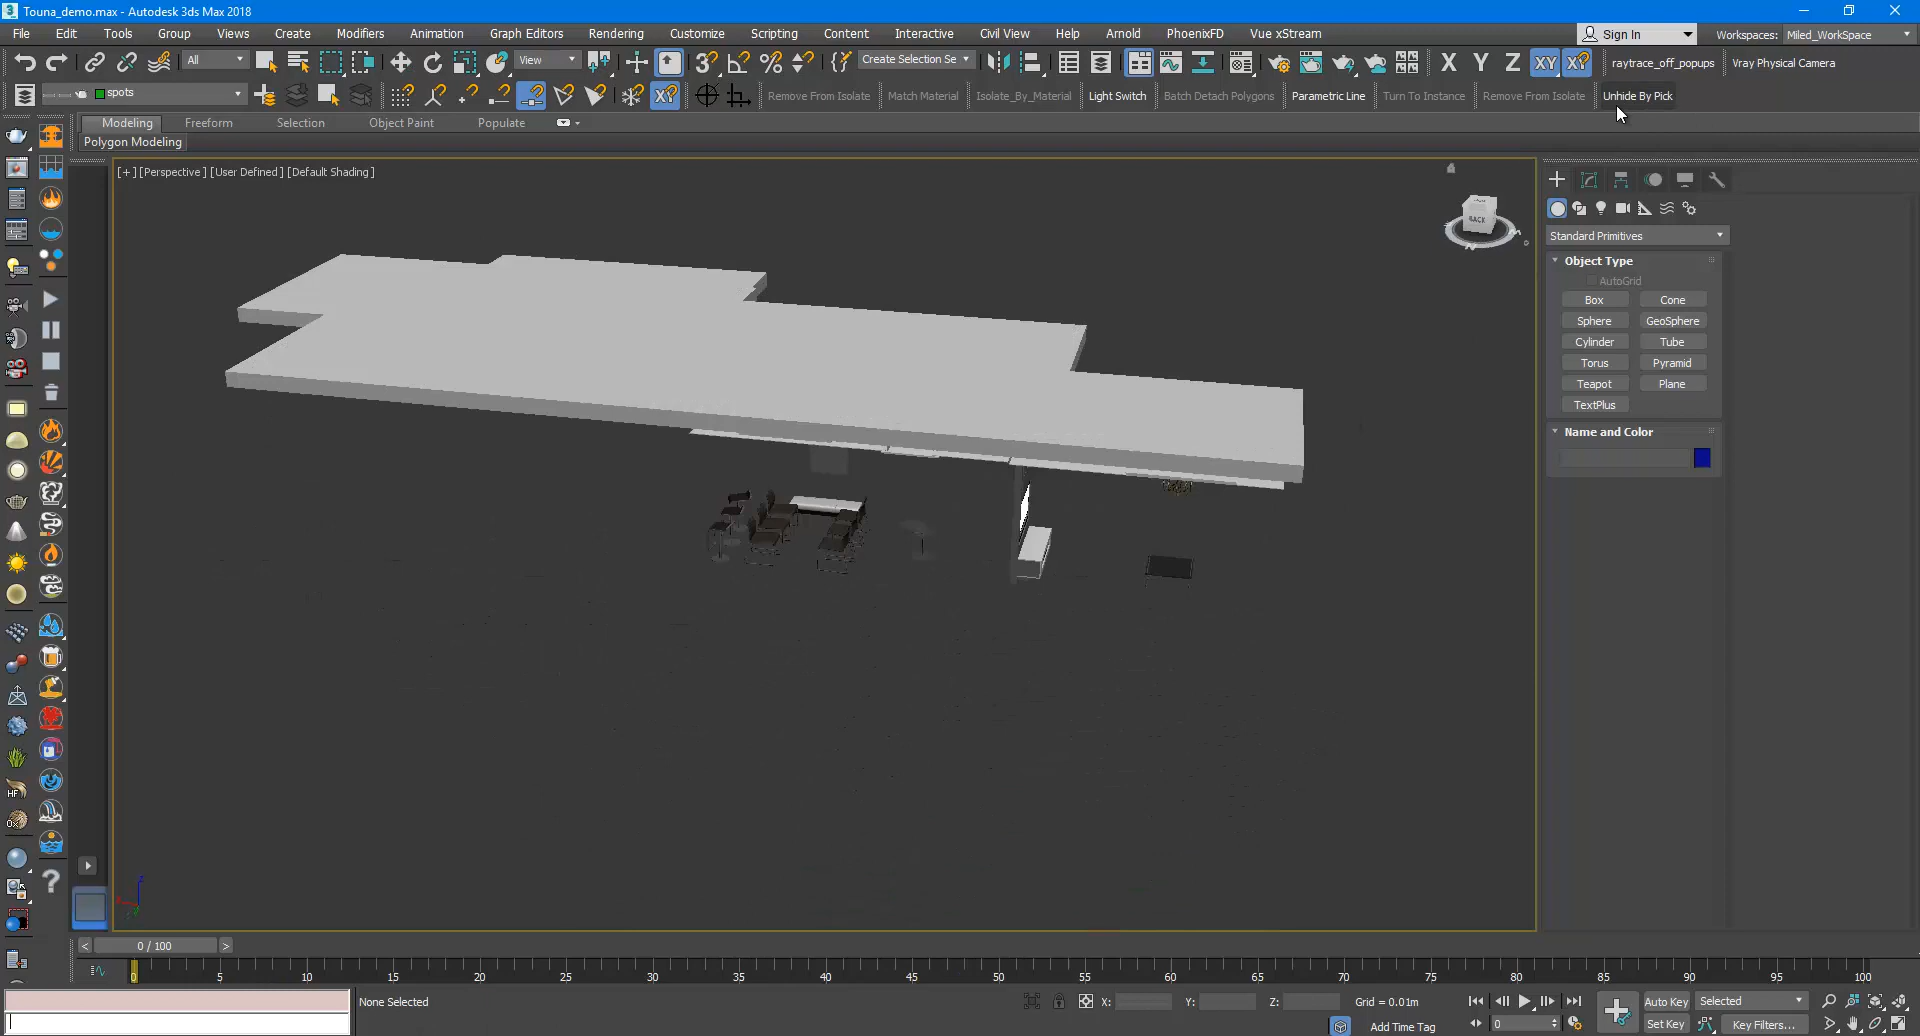 Touna_demo.max - Autodesk 3ds Max 2018
File Edit Tools Group Views Create Modifiers Animation Graph Editors Rendering Customize Scripting Content Interactive Civil View Help Arnold PhoenixFD Vue xStream Sign In Workspaces: Miled_WorkSpace
All View 3 Create Selection Se X Y Z XY XY raytrace_off_popups Vray Physical Camera
spots XY Remove From Isolate Match Material Isolate_By_Material Light Switch Batch Detach Polygons Parametric Line Turn To Instance Remove From Isolate Unhide By Pick
Modeling Freeform Selection Object Paint Populate
Polygon Modeling
[+] [Perspective ] [User Defined ] [Default Shading ]
BACK
Standard Primitives
Object Type
AutoGrid
Box Cone
Sphere GeoSphere
Cylinder Tube
Torus Pyramid
Teapot Plane
TextPlus
Name and Color
HF
< 0 / 100 >
0 5 10 15 20 25 30 35 40 45 50 55 60 65 70 75 80 85 90 95 100
None Selected X: Y: Z: Grid = 0.01m Auto Key Selected
Add Time Tag 0 Set Key Key Filters...